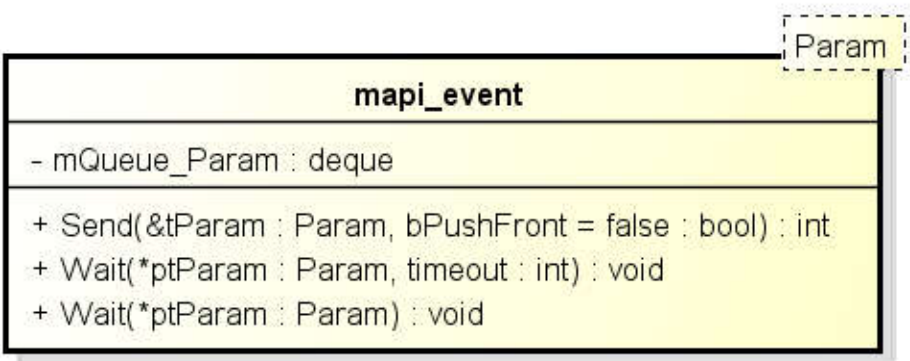 Param
mapi_event
- mQueue_Param : deque
+ Send(&tParam : Param, bPushFront = false : bool) : int
+ Wait(*ptParam : Param, timeout : int) : void
+ Wait(*ptParam : Param) : void